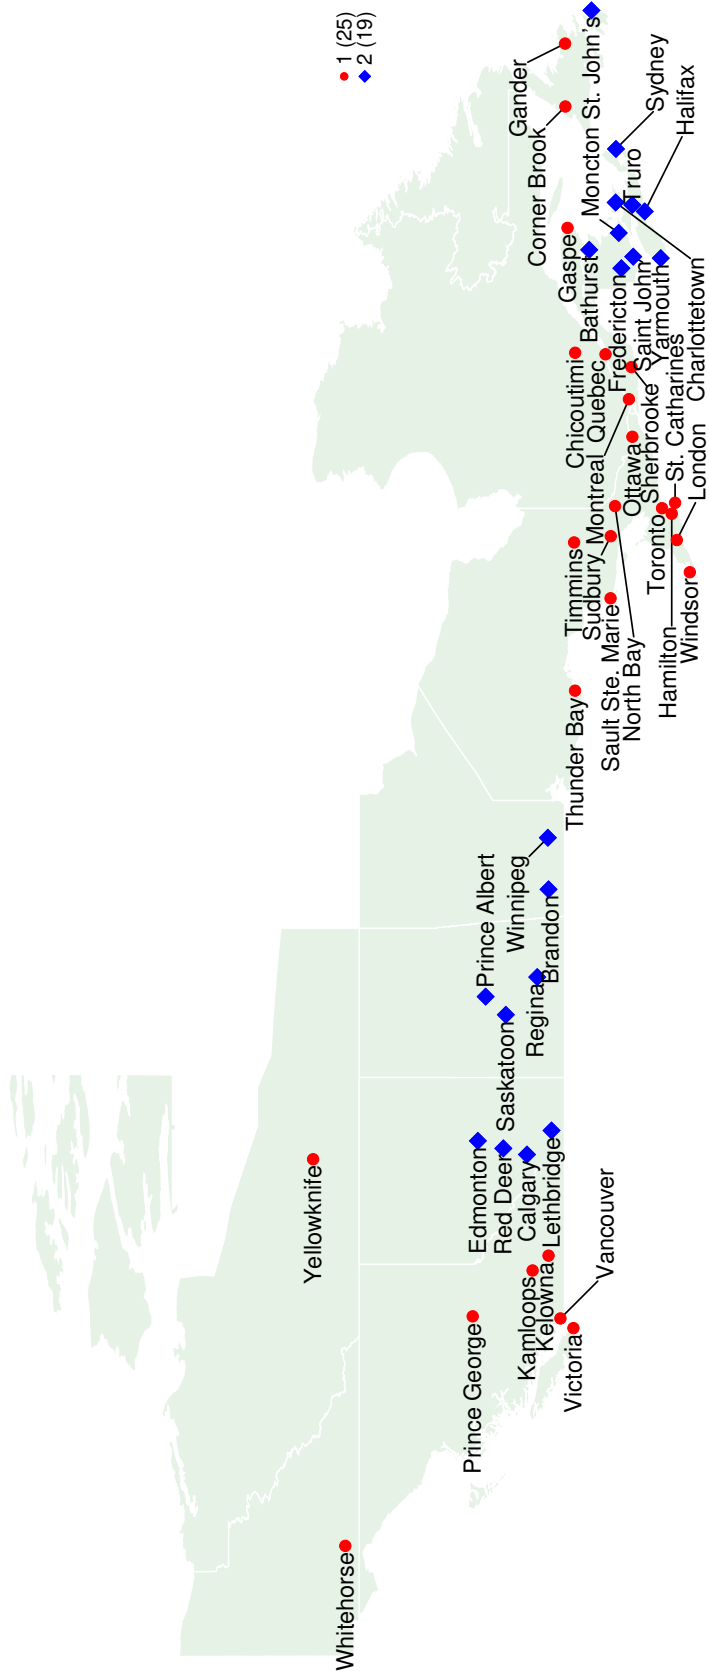 1 (25)
2 (19)
Whitehorse
Yellowknife
Prince George
Kamloops
Kelowna
Vancouver
Victoria
Edmonton
Red Deer
Calgary
Lethbridge
Saskatoon
Prince Albert
Regina
Brandon
Winnipeg
Thunder Bay
Sault Ste. Marie
North Bay
Sudbury
Timmins
Hamilton
Windsor
Toronto
London
St. Catharines
Ottawa
Montreal
Sherbrooke
Quebec
Chicoutimi
Gaspe
Bathurst
Fredericton
Saint John
Yarmouth
Charlottetown
Moncton
Truro
Halifax
Sydney
Corner Brook
Gander
St. John's